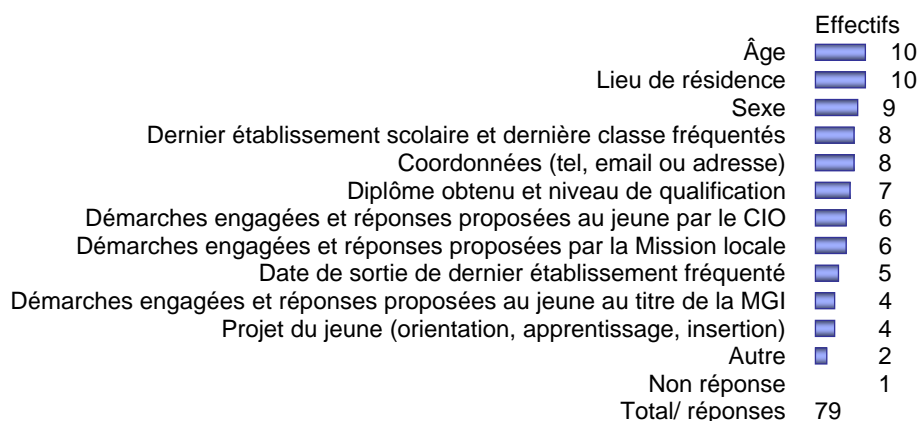 Effectifs
Âge 10
Lieu de résidence 10
Sexe 9
Dernier établissement scolaire et dernière classe fréquentés 8
Coordonnées (tel, email ou adresse) 8
Diplôme obtenu et niveau de qualification 7
Démarches engagées et réponses proposées au jeune par le CIO 6
Démarches engagées et réponses proposées par la Mission locale 6
Date de sortie de dernier établissement fréquenté 5
Démarches engagées et réponses proposées au jeune au titre de la MGI 4
Projet du jeune (orientation, apprentissage, insertion) 4
Autre 2
Non réponse 1
Total/ réponses 79